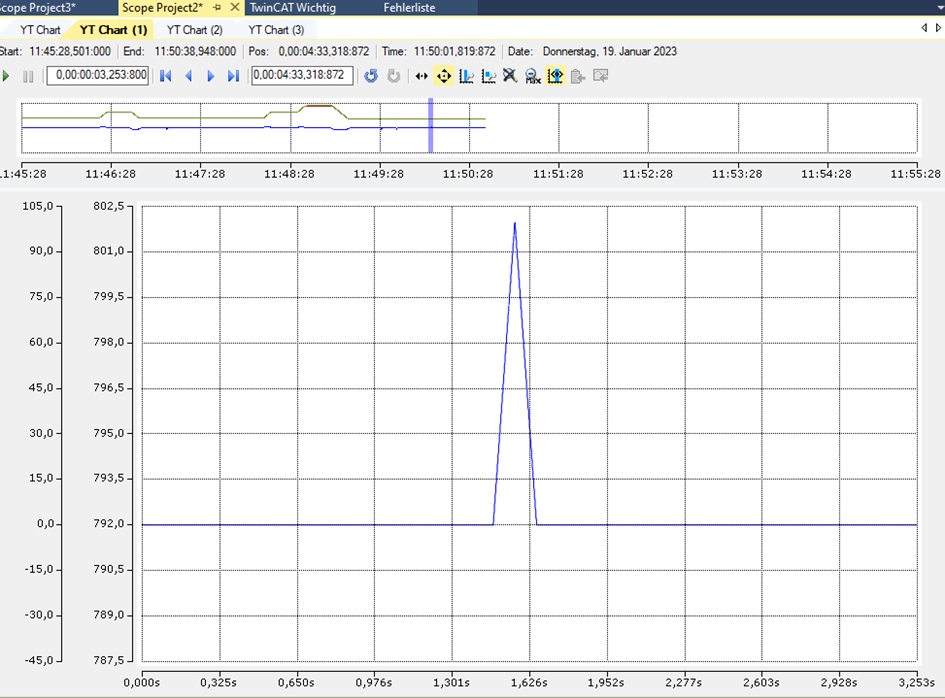 Scope Project3* Scope Project2* TwinCAT Wichtig Fehlerliste
YT Chart YT Chart (1) YT Chart (2) YT Chart (3)
Start: 11:45:28,501:000 End: 11:50:38,948:000 Pos: 0,00:04:33,318:872 Time: 11:50:01,819:872 Date: Donnerstag, 19. Januar 2023
0,00:00:03,253:800 0,00:04:33,318:872
11:45:28 11:46:28 11:47:28 11:48:28 11:49:28 11:50:28 11:51:28 11:52:28 11:53:28 11:54:28 11:55:28
105,0 802,5
90,0 801,0
75,0 799,5
60,0 798,0
45,0 796,5
30,0 795,0
15,0 793,5
0,0 792,0
-15,0 790,5
-30,0 789,0
-45,0 787,5
0,000s 0,325s 0,650s 0,976s 1,301s 1,626s 1,952s 2,277s 2,603s 2,928s 3,253s